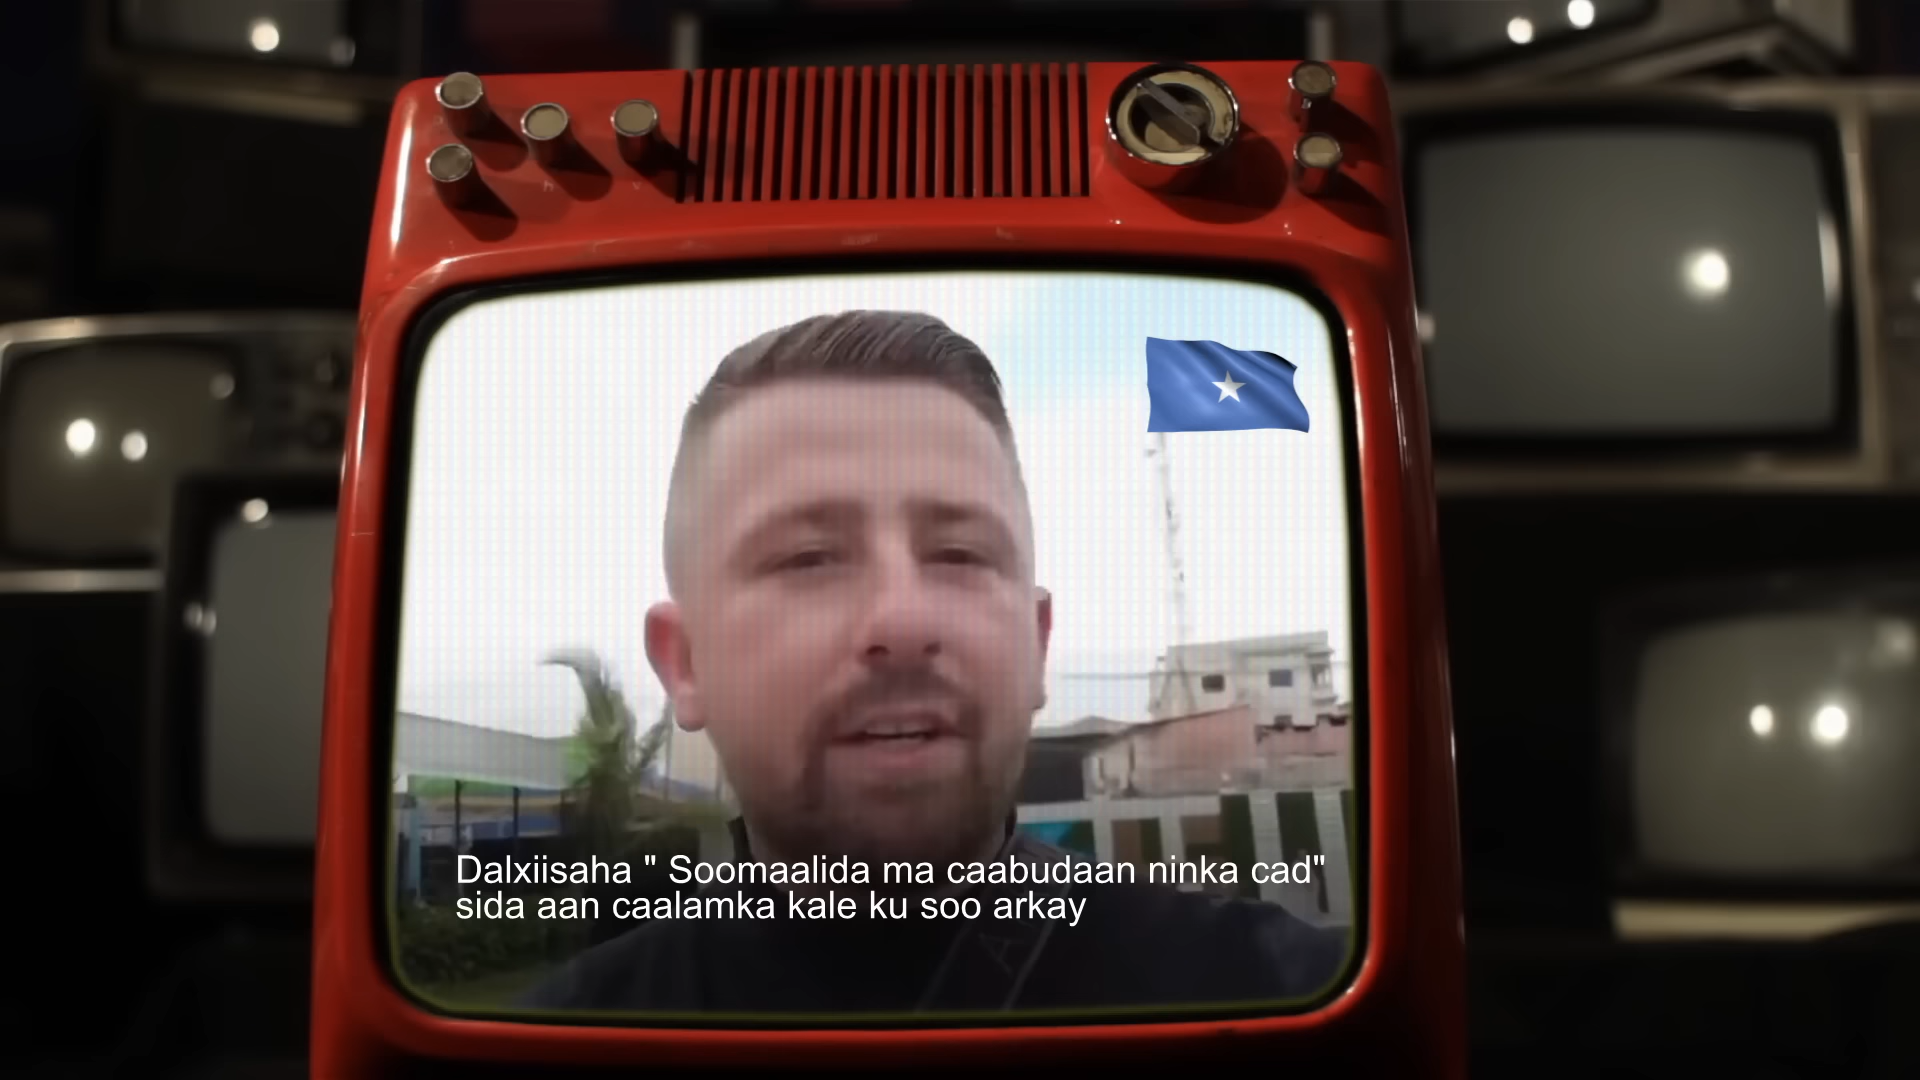 Dalxiisaha " Soomaalida ma caabudaan ninka cad"
sida aan caalamka kale ku soo arkay